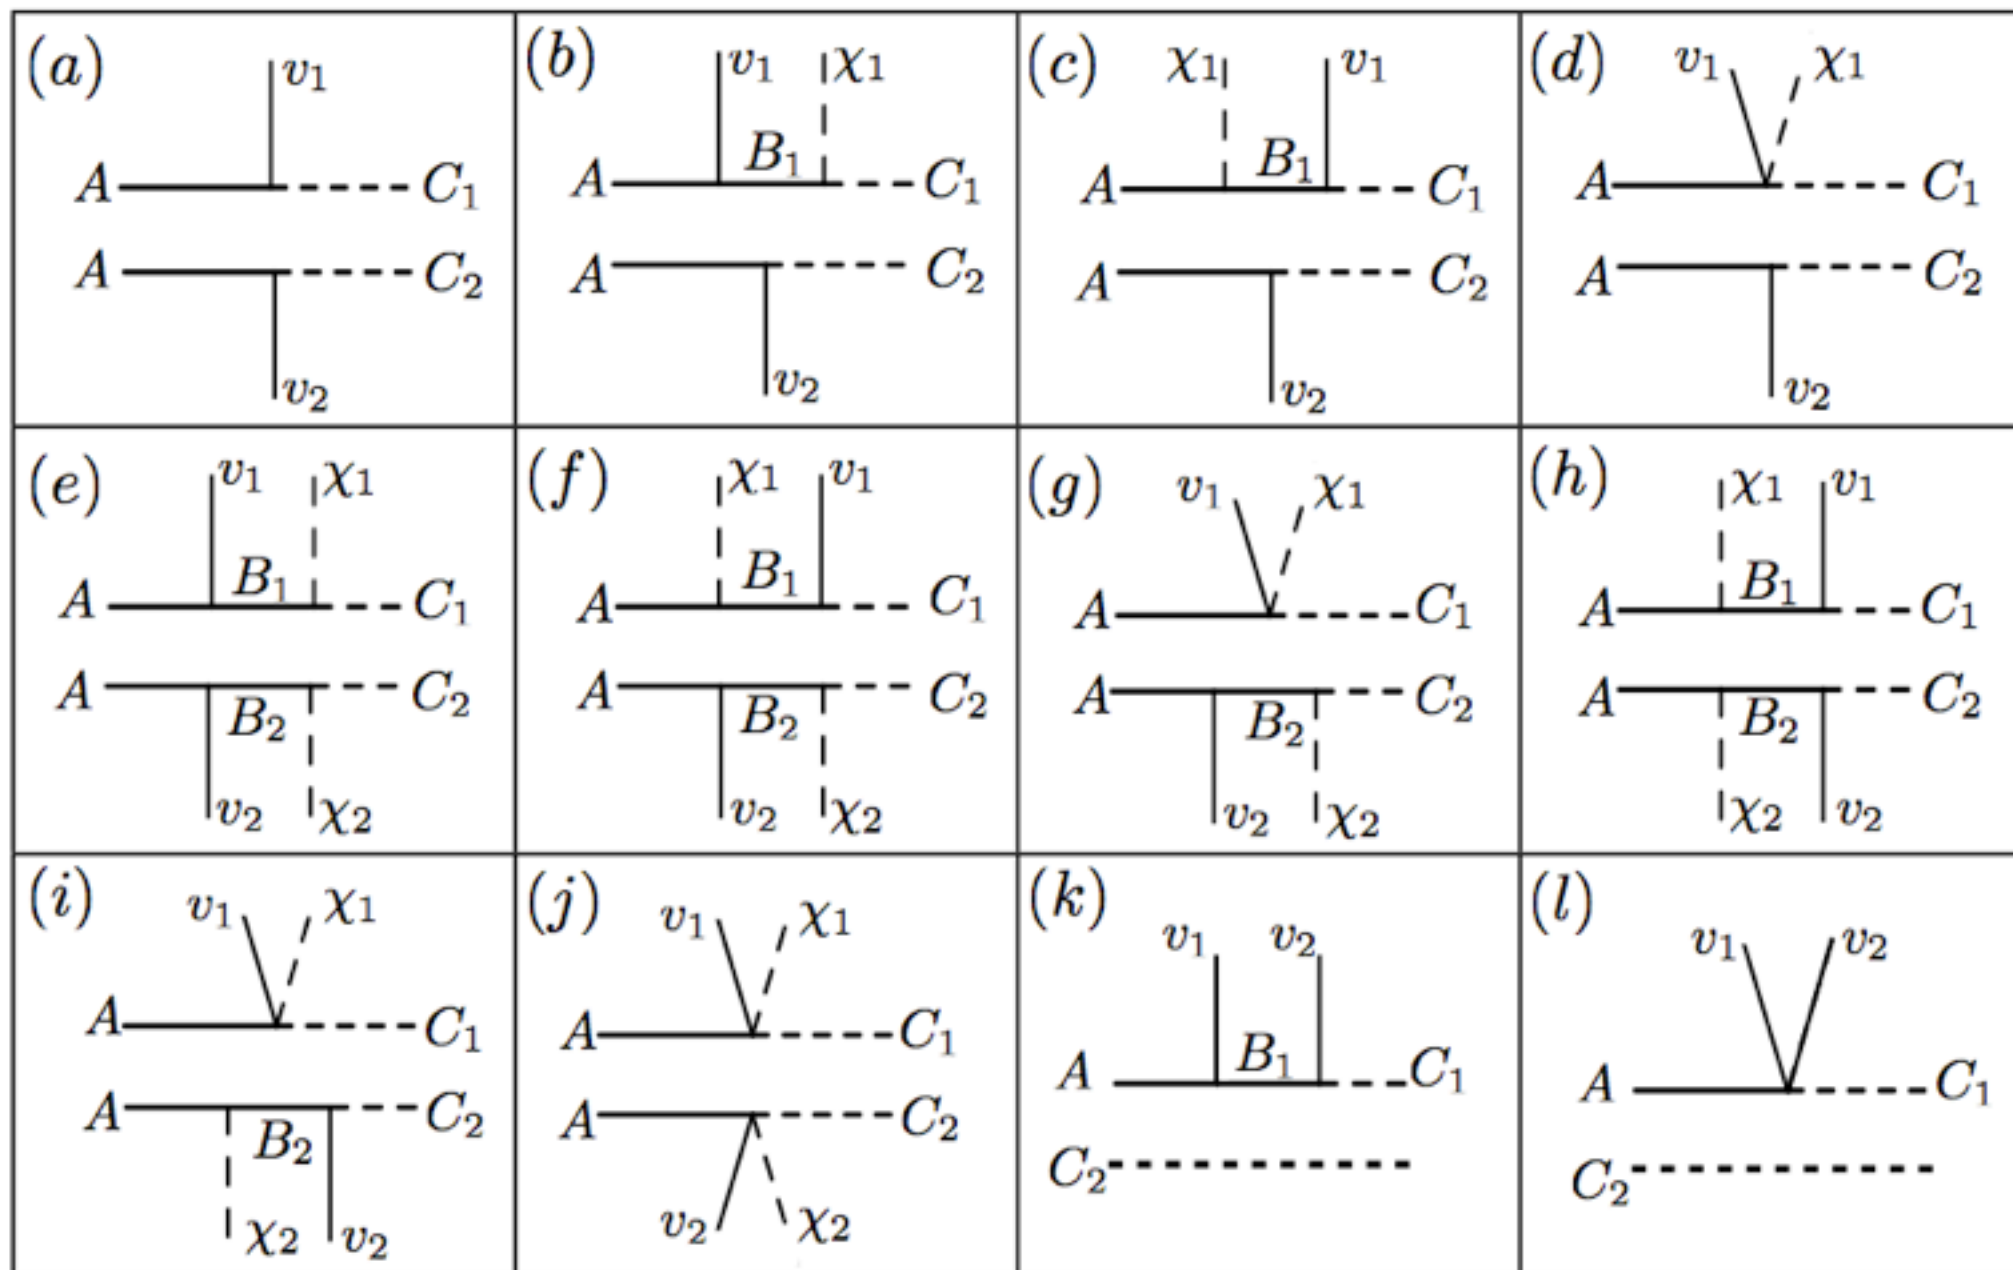 (a) v₁
A C₁
A C₂
v₂
(b) v₁ χ₁
B₁
A C₁
A C₂
v₂
(c) χ₁ v₁
B₁
A C₁
A C₂
v₂
(d) v₁ χ₁
A C₁
A C₂
v₂
(e) v₁ χ₁
B₁
A C₁
A C₂
B₂
v₂ χ₂
(f) χ₁ v₁
B₁
A C₁
A C₂
B₂
v₂ χ₂
(g) v₁ χ₁
A C₁
A C₂
B₂
v₂ χ₂
(h) χ₁ v₁
B₁
A C₁
A C₂
B₂
χ₂ v₂
(i) v₁ χ₁
A C₁
A C₂
B₂
χ₂ v₂
(j) v₁ χ₁
A C₁
A C₂
v₂ χ₂
(k) v₁ v₂
B₁
A C₁
C₂
(l) v₁ v₂
A C₁
C₂